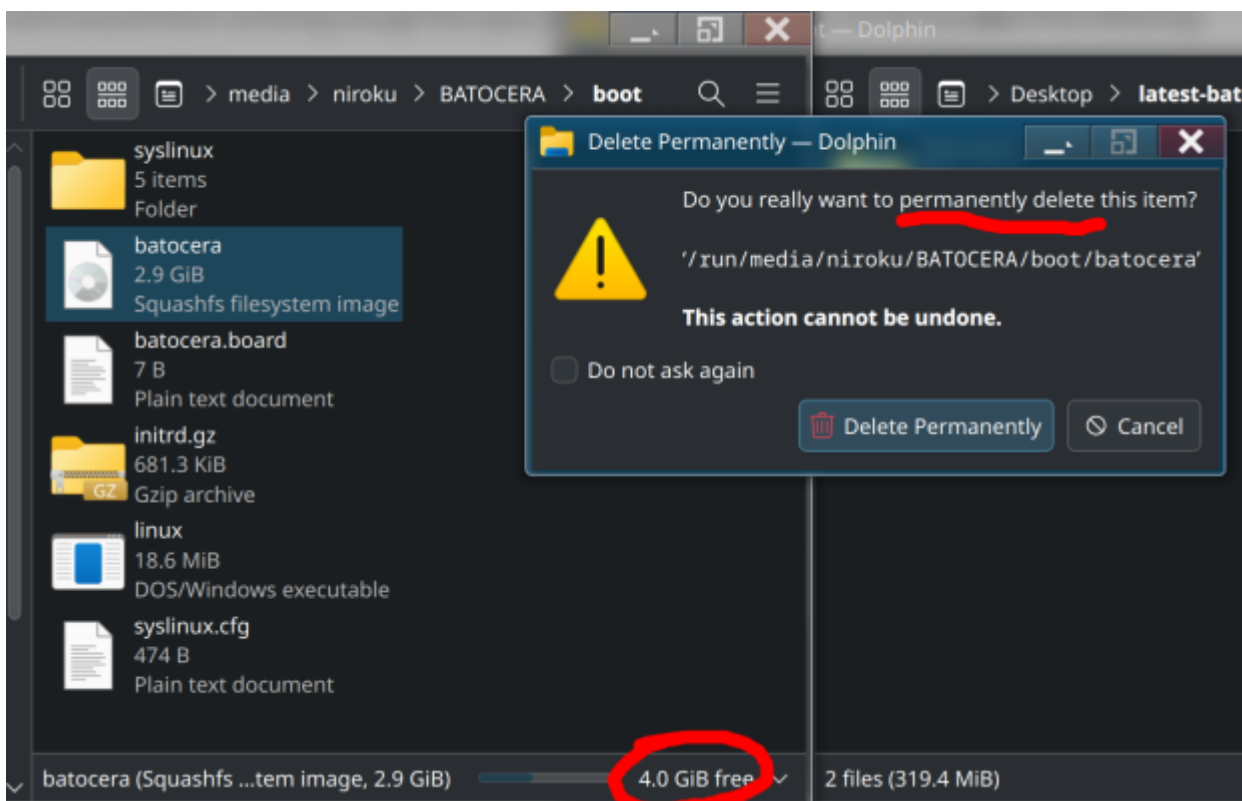 t — Dolphin
> media > niroku > BATOCERA > boot
> Desktop > latest-bat
syslinux
5 items
Folder
batocera
2.9 GiB
Squashfs filesystem image
batocera.board
7 B
Plain text document
initrd.gz
681.3 KiB
GZ
Gzip archive
linux
18.6 MiB
DOS/Windows executable
syslinux.cfg
474 B
Plain text document
Delete Permanently — Dolphin
Do you really want to permanently delete this item?
'/run/media/niroku/BATOCERA/boot/batocera'
This action cannot be undone.
Do not ask again
Delete Permanently
Cancel
batocera (Squashfs ...tem image, 2.9 GiB)
4.0 GiB free
2 files (319.4 MiB)